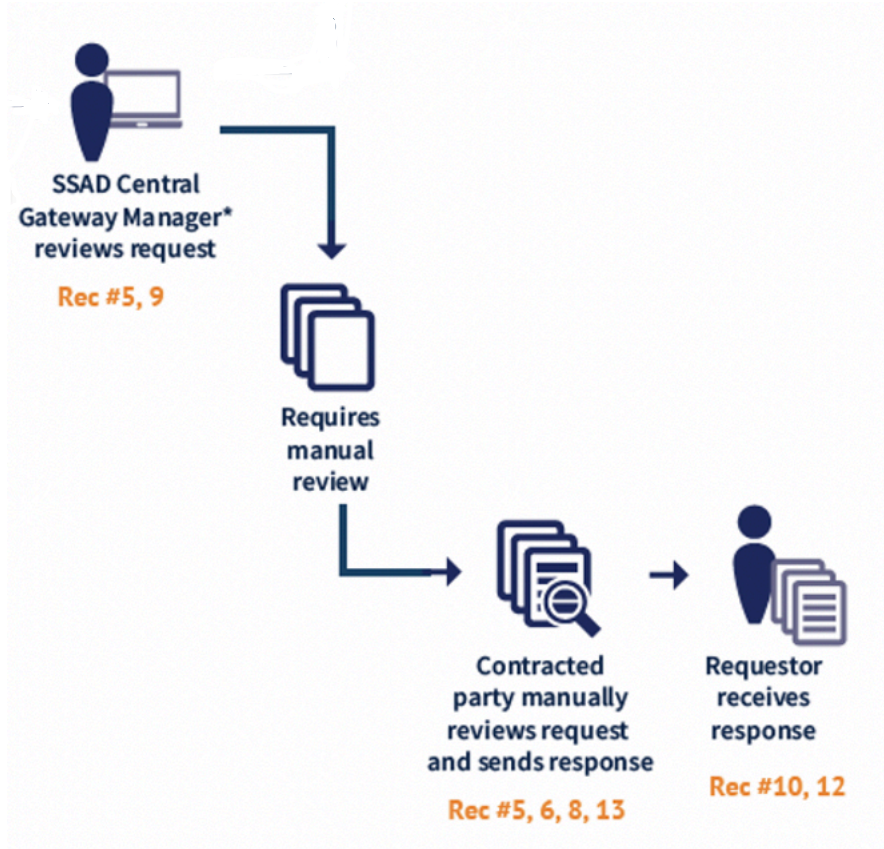 SSAD Central
Gateway Manager*
reviews request
Rec #5, 9
Requires
manual
review
Contracted
party manually
reviews request
and sends response
Rec #5, 6, 8, 13
Requestor
receives
response
Rec #10, 12